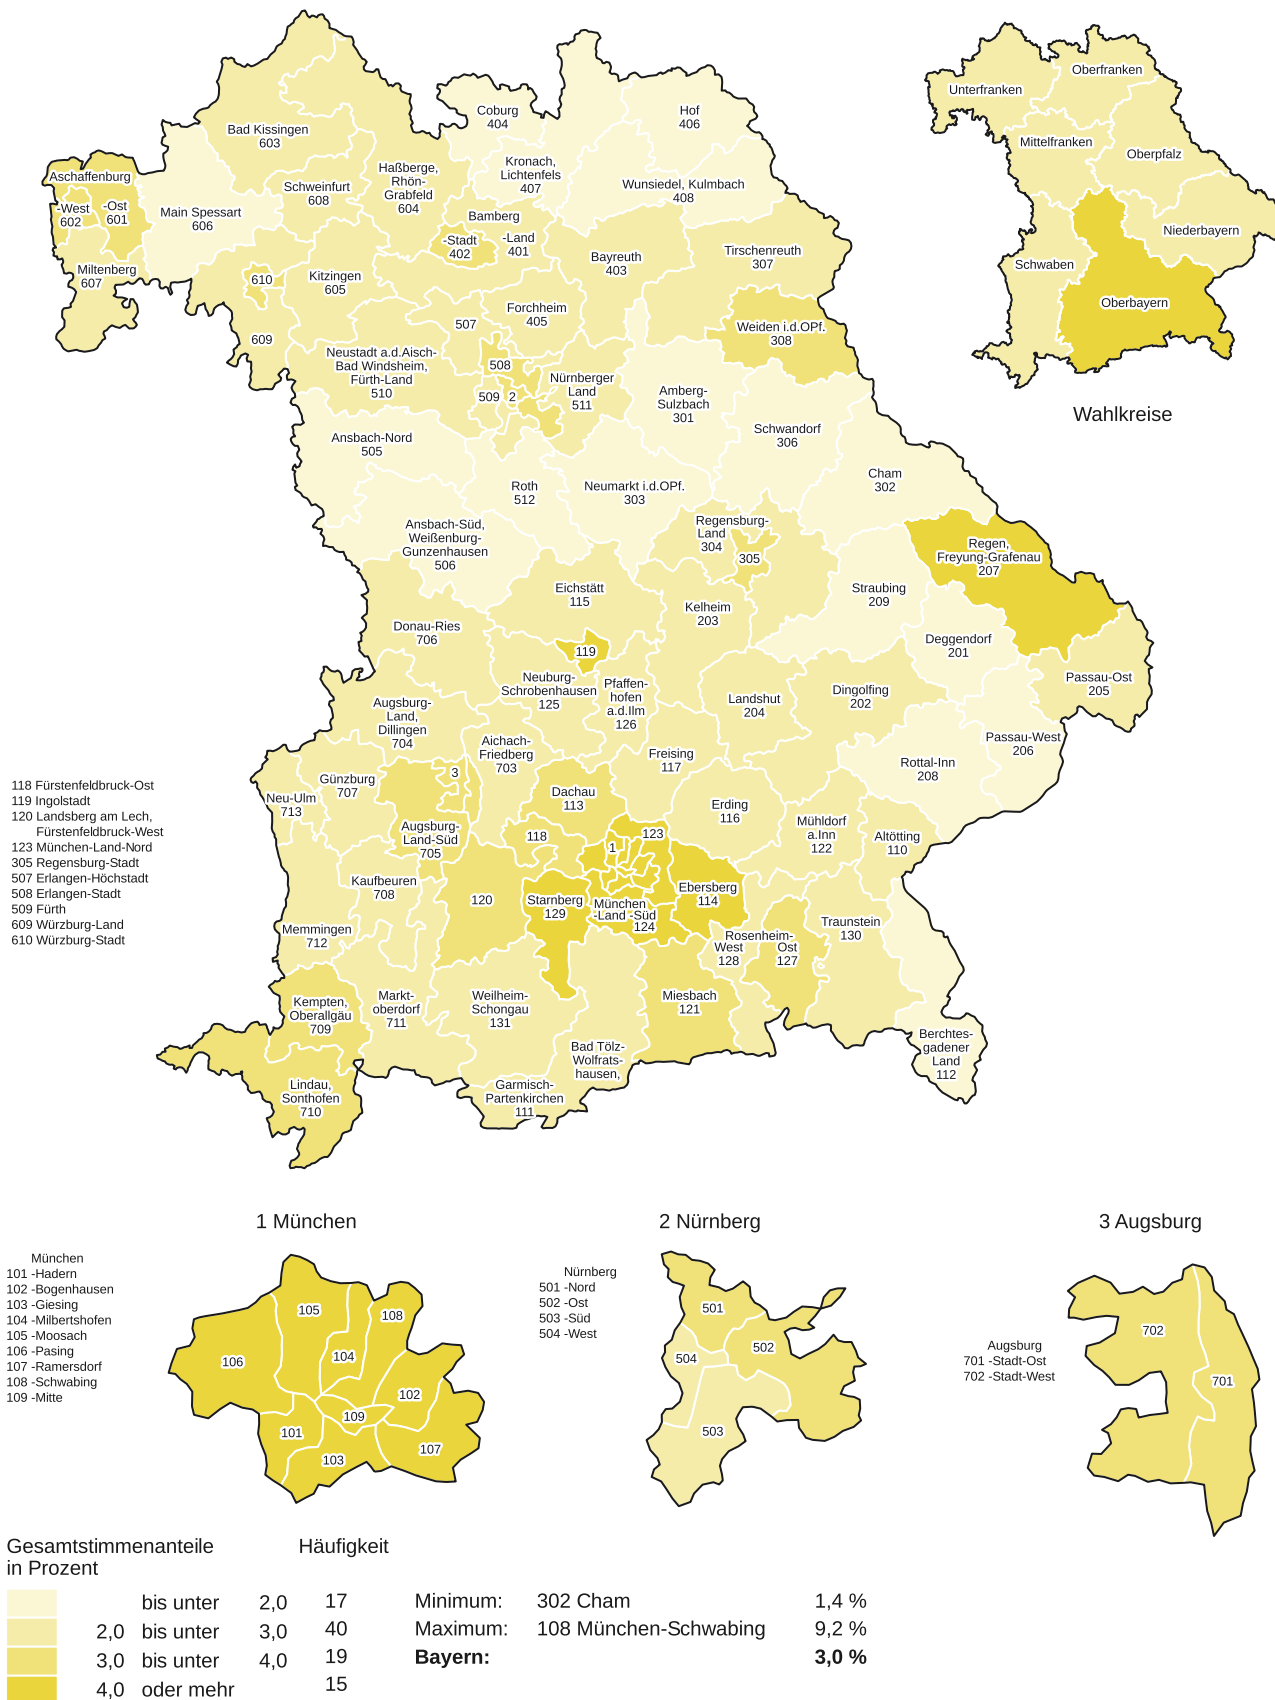 Coburg
404
Hof
406
Bad Kissingen
603
Kronach,
Lichtenfels
407
Haßberge,
Rhön-
Grabfeld
604
Aschaffenburg
Wunsiedel, Kulmbach
408
Schweinfurt
608
-West
602
-Ost
601
Main Spessart
606
Bamberg
-Stadt
402
-Land
401
Bayreuth
403
Tirschenreuth
307
Miltenberg
607
610
Kitzingen
605
Forchheim
405
507
Weiden i.d.OPf.
308
609
Neustadt a.d.Aisch-
Bad Windsheim,
Fürth-Land
510
508
509
2
Nürnberger
Land
511
Amberg-
Sulzbach
301
Schwandorf
306
Ansbach-Nord
505
Cham
302
Roth
512
Neumarkt i.d.OPf.
303
Ansbach-Süd,
Weißenburg-
Gunzenhausen
506
Regensburg-
Land
304
305
Regen,
Freyung-Grafenau
207
Eichstätt
115
Straubing
209
Kelheim
203
Donau-Ries
706
Deggendorf
201
119
Neuburg-
Schrobenhausen
125
Pfaffen-
hofen
a.d.Ilm
126
Landshut
204
Dingolfing
202
Passau-Ost
205
Augsburg-
Land,
Dillingen
704
Aichach-
Friedberg
703
Freising
117
Passau-West
206
Rottal-Inn
208
Günzburg
707
3
Neu-Ulm
713
Dachau
113
Erding
116
Mühldorf
a.Inn
122
Altötting
110
Augsburg-
Land-Süd
705
118
123
1
Kaufbeuren
708
120
Starnberg
129
München
-Land -Süd
124
Ebersberg
114
Traunstein
130
Memmingen
712
Rosenheim-
West
128
Ost
127
Kempten,
Oberallgäu
709
Markt-
oberdorf
711
Weilheim-
Schongau
131
Miesbach
121
Bad Tölz-
Wolfrats-
hausen,
Garmisch-
Partenkirchen
111
Berchtes-
gadener
Land
112
Lindau,
Sonthofen
710
Unterfranken
Oberfranken
Mittelfranken
Oberpfalz
Niederbayern
Schwaben
Oberbayern
Wahlkreise
118 Fürstenfeldbruck-Ost
119 Ingolstadt
120 Landsberg am Lech,
Fürstenfeldbruck-West
123 München-Land-Nord
305 Regensburg-Stadt
507 Erlangen-Höchstadt
508 Erlangen-Stadt
509 Fürth
609 Würzburg-Land
610 Würzburg-Stadt
1 München
München
101 -Hadern
102 -Bogenhausen
103 -Giesing
104 -Milbertshofen
105 -Moosach
106 -Pasing
107 -Ramersdorf
108 -Schwabing
109 -Mitte
105
108
106
104
102
109
101
107
103
2 Nürnberg
Nürnberg
501 -Nord
502 -Ost
503 -Süd
504 -West
501
502
504
503
3 Augsburg
Augsburg
701 -Stadt-Ost
702 -Stadt-West
702
701
Gesamtstimmenanteile
in Prozent
Häufigkeit
bis unter 2,0 17
2,0 bis unter 3,0 40
3,0 bis unter 4,0 19
4,0 oder mehr 15
Minimum: 302 Cham 1,4 %
Maximum: 108 München-Schwabing 9,2 %
Bayern: 3,0 %